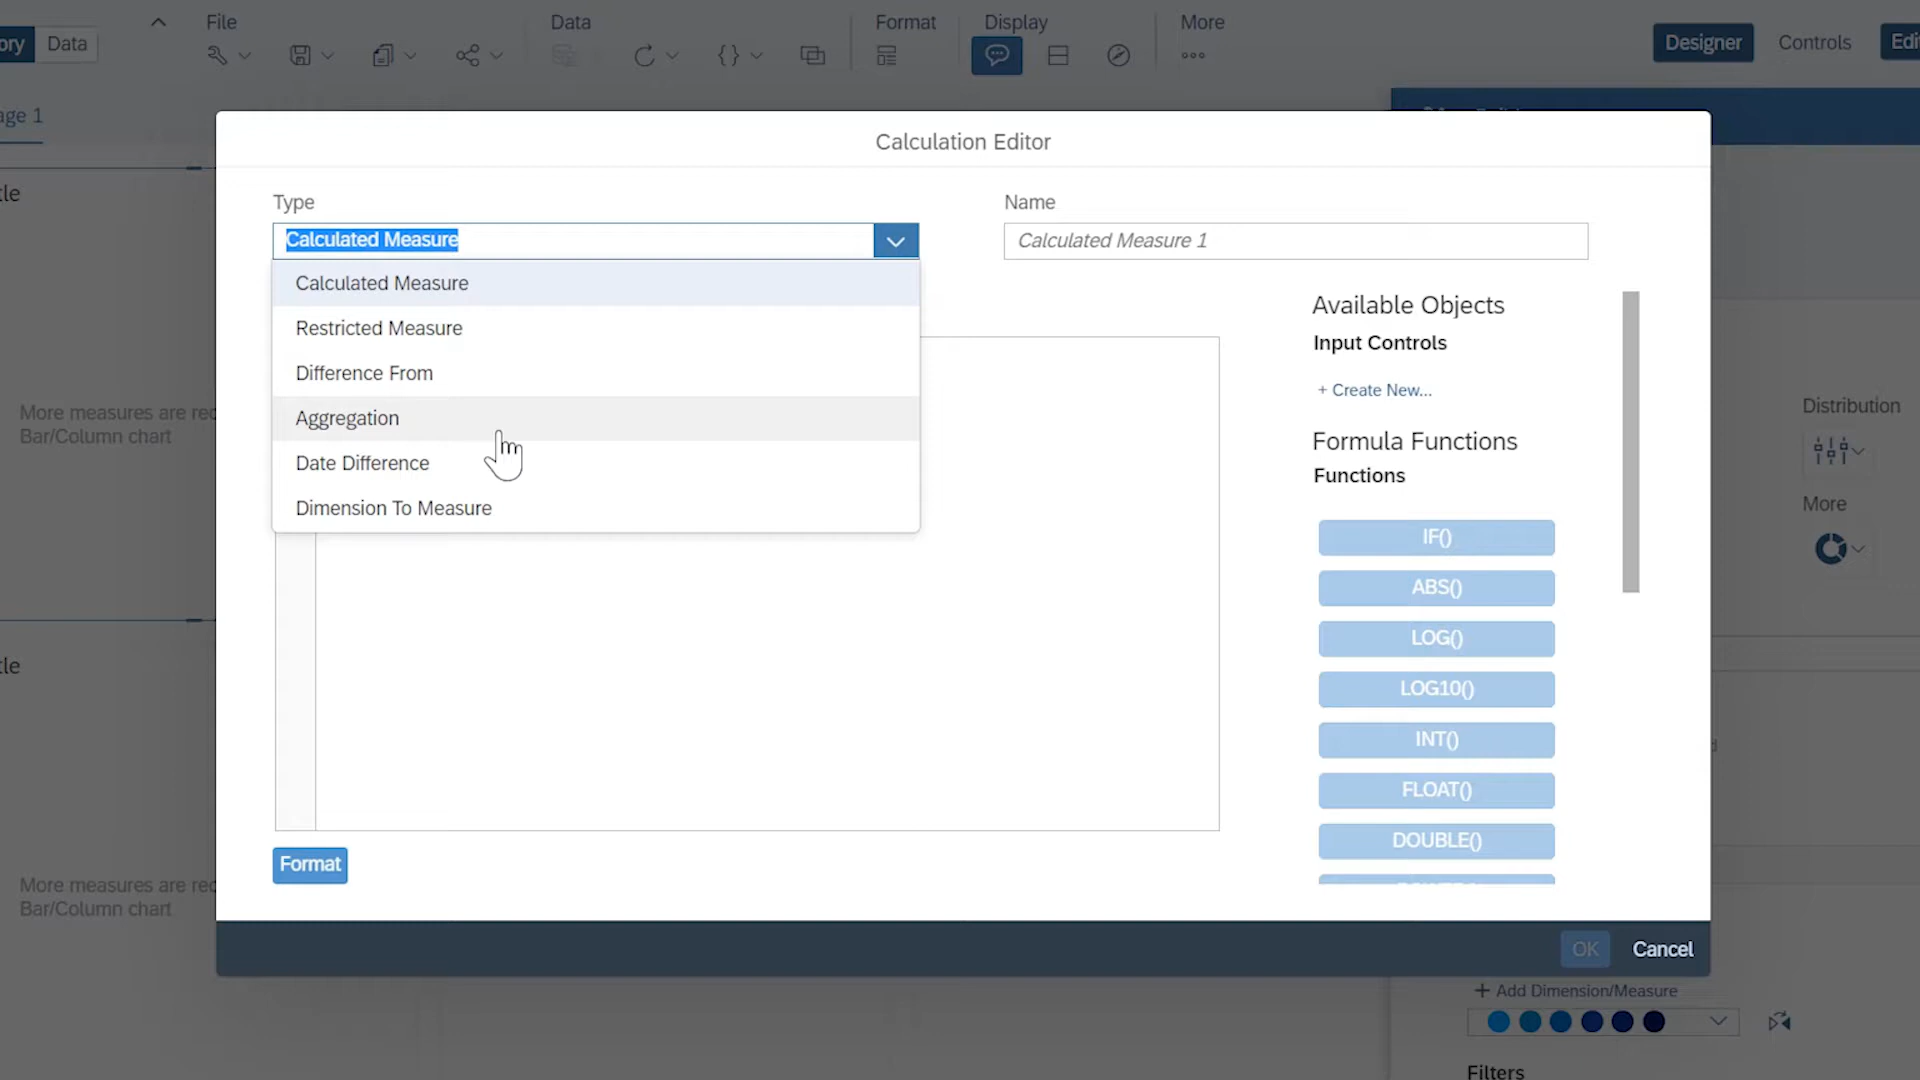 ory
Data
File
Data
Format
Display
More
Designer
Controls
Edi
age 1
Calculation Editor
tle
Type
Name
Calculated Measure
Calculated Measure 1
Calculated Measure
Restricted Measure
Difference From
Aggregation
Date Difference
Dimension To Measure
Available Objects
Input Controls
+ Create New...
Formula Functions
Functions
IF()
ABS()
LOG()
LOG10()
INT()
FLOAT()
DOUBLE()
More measures are rec
Bar/Column chart
Distribution
More
tle
More measures are rec
Bar/Column chart
Format
OK
Cancel
+ Add Dimension/Measure
Filters